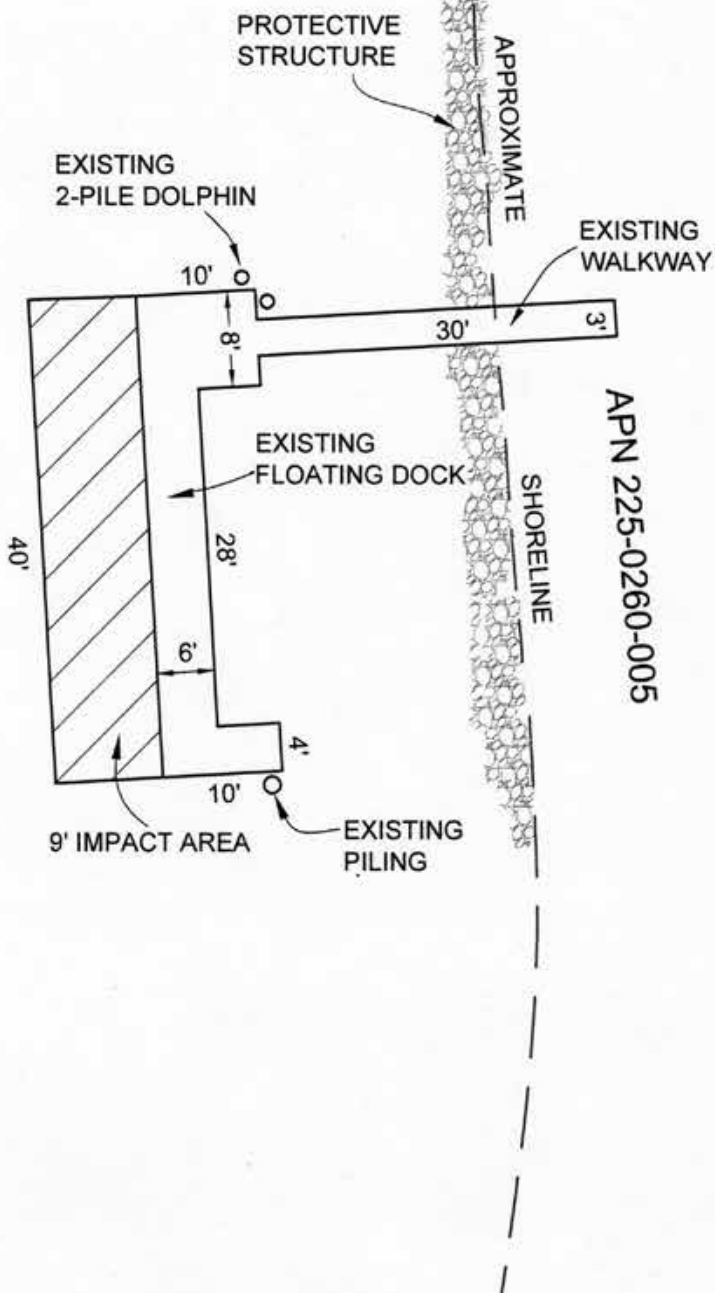 PROTECTIVE
STRUCTURE
APPROXIMATE
EXISTING
2-PILE DOLPHIN
EXISTING
WALKWAY
10'
8'
30'
3'
APN 225-0260-005
EXISTING
FLOATING DOCK
SHORELINE
40'
28'
6'
4'
10'
9' IMPACT AREA
EXISTING
PILING